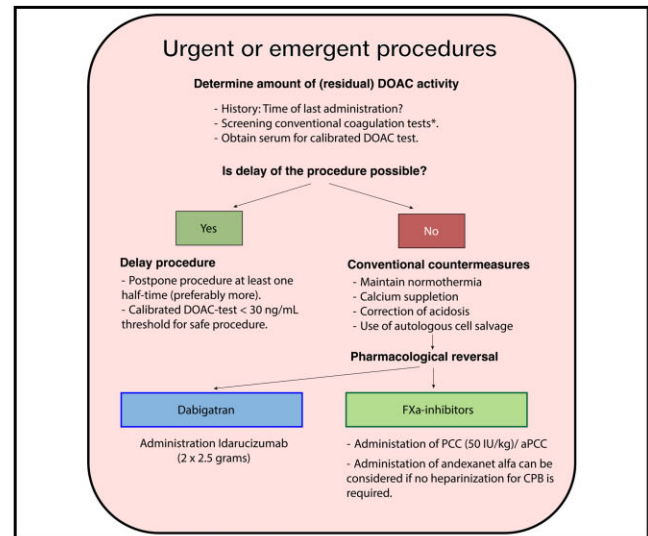 Urgent or emergent procedures
Determine amount of (residual) DOAC activity
- History: Time of last administration?
- Screening conventional coagulation tests*.
- Obtain serum for calibrated DOAC test.
Is delay of the procedure possible?
Yes
No
Delay procedure
- Postpone procedure at least one
half-time (preferably more).
- Calibrated DOAC-test < 30 ng/mL
threshold for safe procedure.
Conventional countermeasures
- Maintain normothermia
- Calcium suppletion
- Correction of acidosis
- Use of autologous cell salvage
Pharmacological reversal
Dabigatran
FXa-inhibitors
Administration Idarucizumab
(2 x 2.5 grams)
- Administation of PCC (50 IU/kg)/ aPCC
- Administation of andexanet alfa can be
considered if no heparinization for CPB is
required.